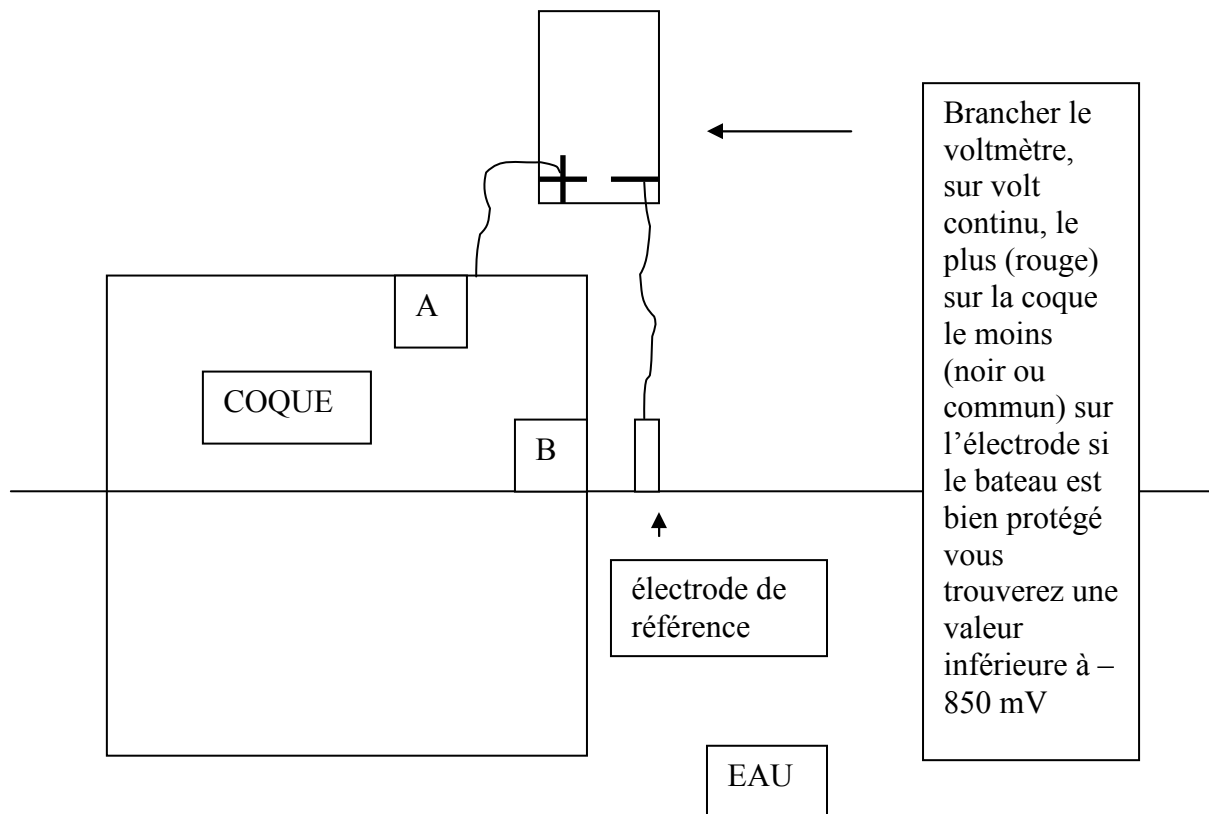 Brancher le
voltmètre,
sur volt
continu, le
plus (rouge)
sur la coque
le moins
(noir ou
commun) sur
l’électrode si
le bateau est
bien protégé
vous
trouverez une
valeur
inférieure à –
850 mV
A
COQUE
B
électrode de
référence
EAU